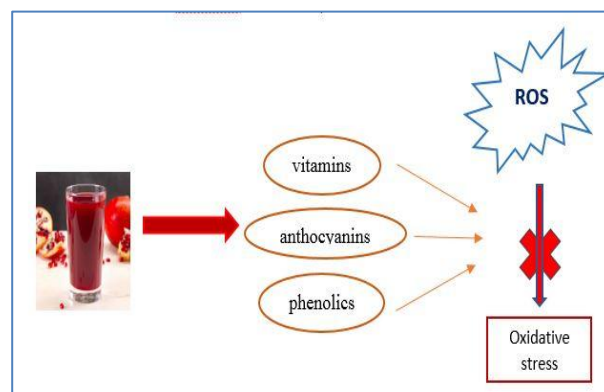 ROS
vitamins
anthocyanins
phenolics
Oxidative
stress